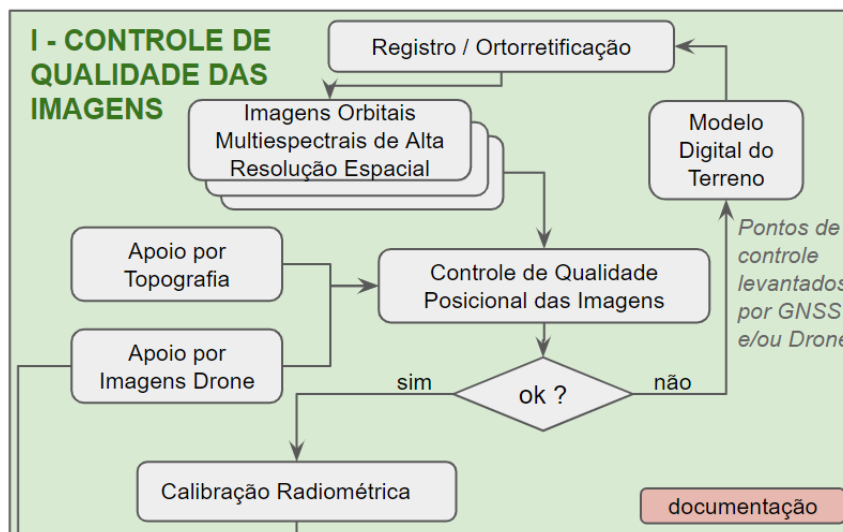 I - CONTROLE DE
QUALIDADE DAS
IMAGENS
Registro / Ortorretificação
Imagens Orbitais
Multiespectrais de Alta
Resolução Espacial
Modelo
Digital do
Terreno
Pontos de
controle
levantados
por GNSS
e/ou Drone
Apoio por
Topografia
Controle de Qualidade
Posicional das Imagens
Apoio por
Imagens Drone
sim
ok ?
não
Calibração Radiométrica
documentação